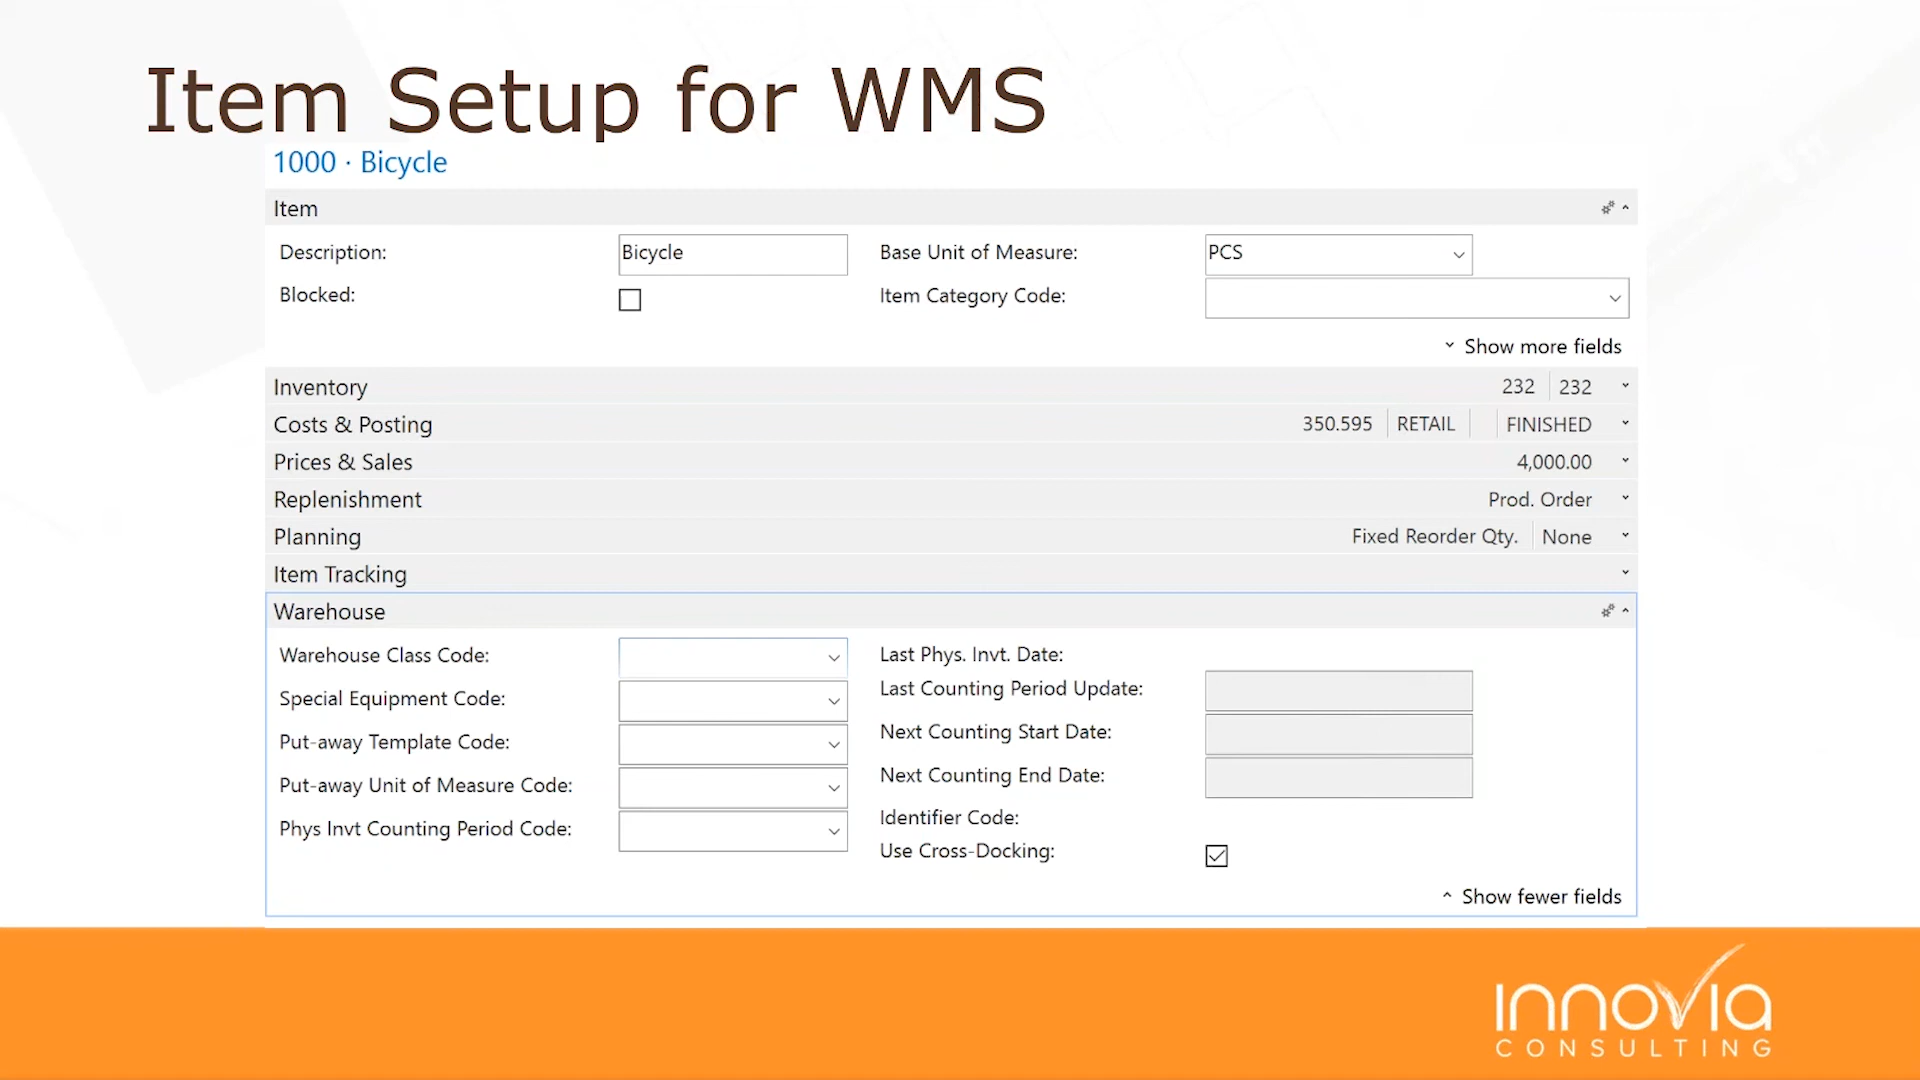 Item Setup for WMS
1000 · Bicycle
Item
Description: Bicycle Base Unit of Measure: PCS
Blocked: Item Category Code:
Show more fields
Inventory 232 232
Costs & Posting 350.595 RETAIL FINISHED
Prices & Sales 4,000.00
Replenishment Prod. Order
Planning Fixed Reorder Qty. None
Item Tracking
Warehouse
Warehouse Class Code: Last Phys. Invt. Date:
Special Equipment Code: Last Counting Period Update:
Put-away Template Code: Next Counting Start Date:
Put-away Unit of Measure Code: Next Counting End Date:
Phys Invt Counting Period Code: Identifier Code:
Use Cross-Docking:
Show fewer fields
innovia
CONSULTING